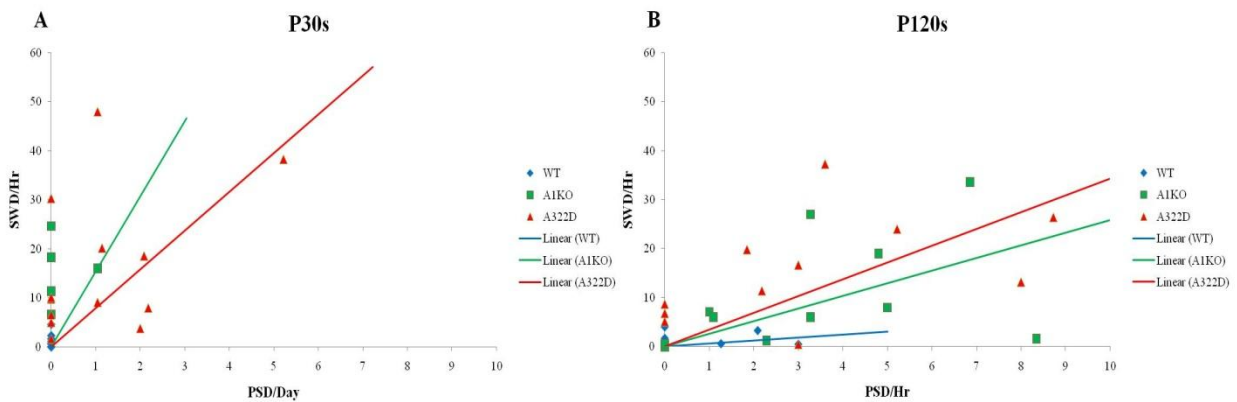 A
P30s
60
50
40
30
20
10
0
SWD/Hr
0 1 2 3 4 5 6 7 8 9 10
PSD/Day
WT
A1KO
A322D
Linear (WT)
Linear (A1KO)
Linear (A322D)
B
P120s
60
50
40
30
20
10
0
SWD/Hr
0 1 2 3 4 5 6 7 8 9 10
PSD/Hr
WT
A1KO
A322D
Linear (WT)
Linear (A1KO)
Linear (A322D)